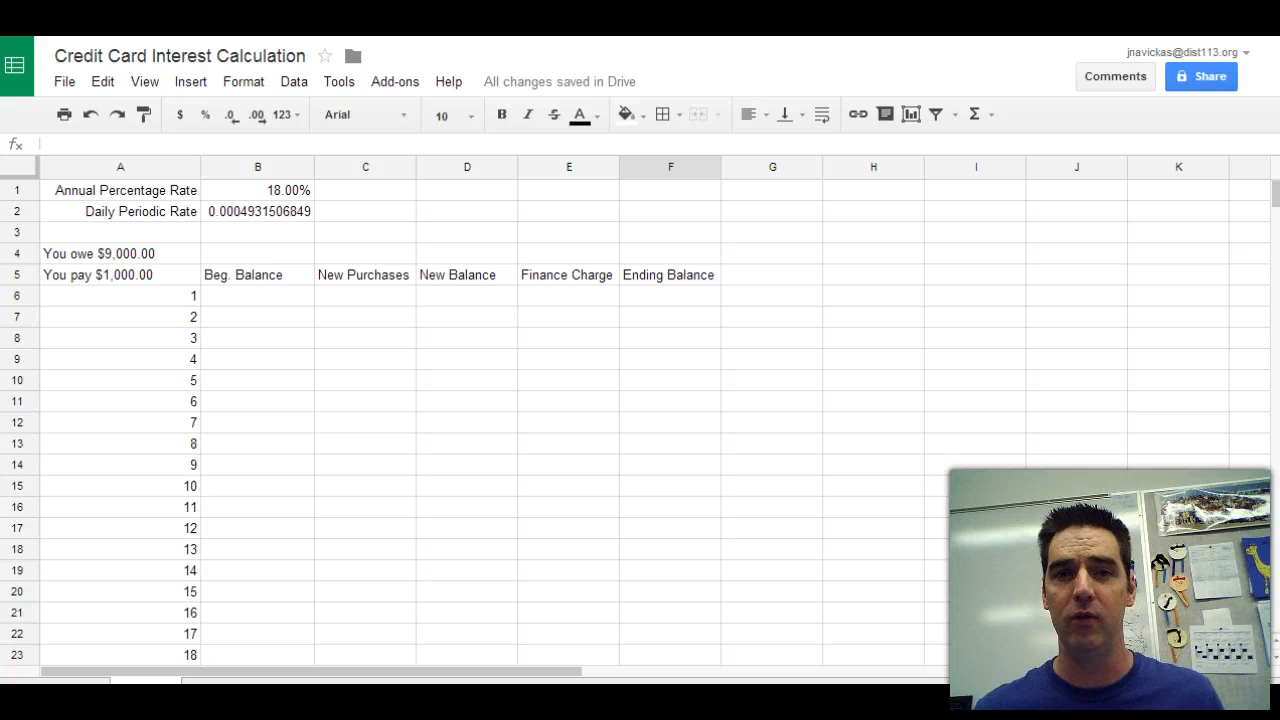 Credit Card Interest Calculation
jnavickas@dist113.org
File Edit View Insert Format Data Tools Add-ons Help All changes saved in Drive
Comments Share
$ % .0 .00 123 Arial 10 B I S A Σ
fx
A B C D E F G H I J K
1 Annual Percentage Rate 18.00%
2 Daily Periodic Rate 0.0004931506849
3
4 You owe $9,000.00
5 You pay $1,000.00 Beg. Balance New Purchases New Balance Finance Charge Ending Balance
6 1
7 2
8 3
9 4
10 5
11 6
12 7
13 8
14 9
15 10
16 11
17 12
18 13
19 14
20 15
21 16
22 17
23 18